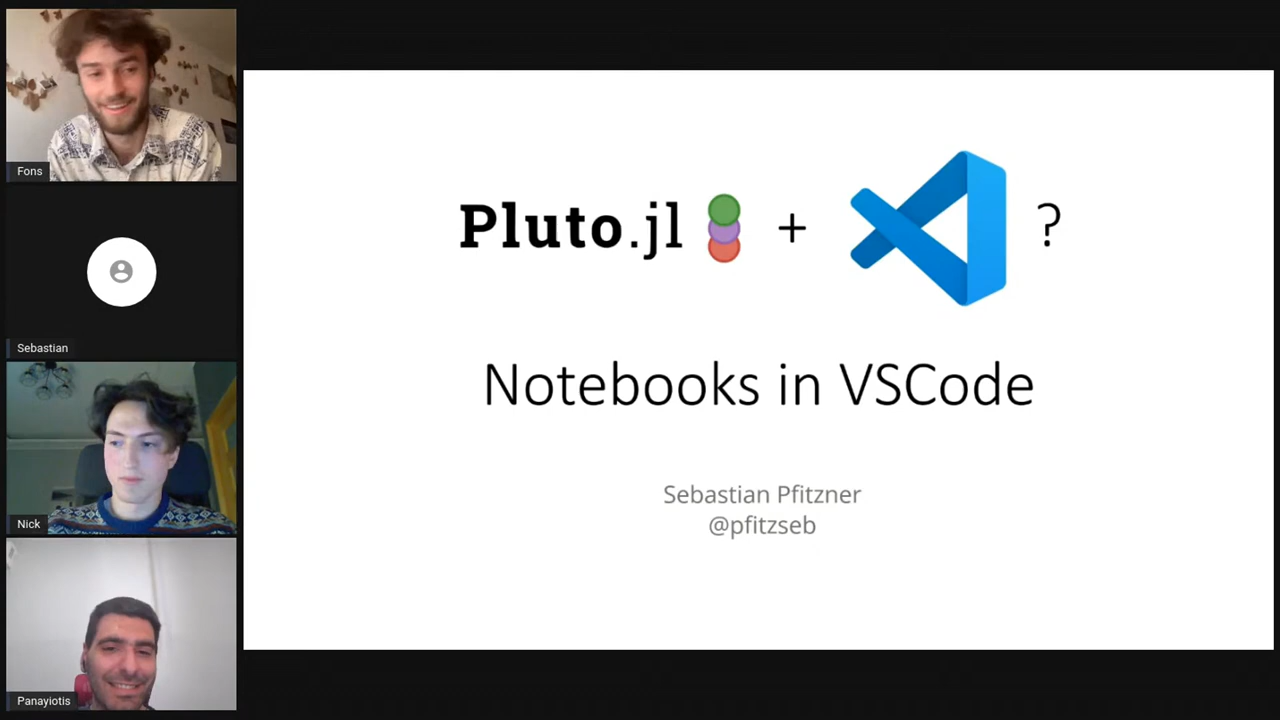 Fons
Sebastian
Nick
Panayiotis
Pluto.jl + ?
Notebooks in VSCode
Sebastian Pfitzner
@pfitzseb